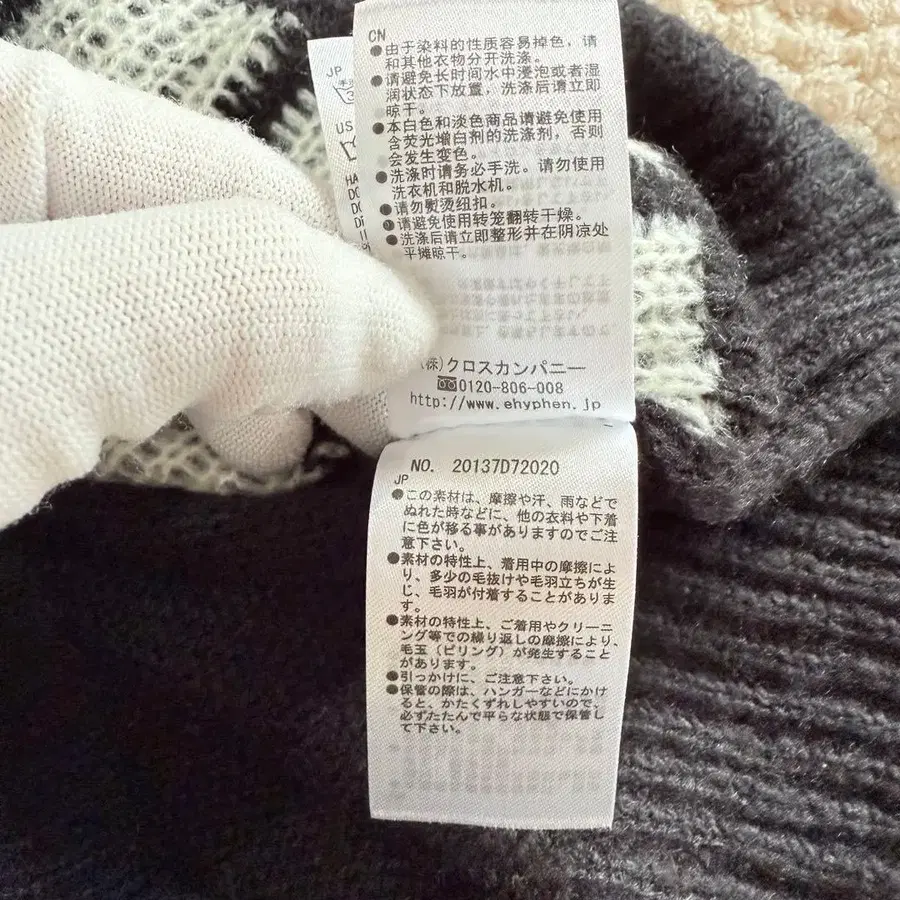 JP
US
HA
DO
DO
Di
CN
●由于染料的性质容易掉色，请
和其他衣物分开洗涤。
●请避免长时间水中浸泡或者湿
润状态下放置，洗涤后请立即
晾干。
●本白色和淡色商品请避免使用
含荧光增白剂的洗涤剂，否则
会发生变色。
●洗涤时请务必手洗。请勿使用
洗衣机和脱水机。
●请勿熨烫纽扣。
●请避免使用转笼翻转干燥。
●洗涤后请立即整形并在阴凉处
平摊晾干。
(株)クロスカンパニー
0120-806-008
http://www.ehyphen.jp
NO. 20137D72020
JP
●この素材は、摩擦や汗、雨などで
ぬれた時などに、他の衣料や下着
に色が移る事がありますのでご注
意下さい。
●素材の特性上、着用中の摩擦によ
り、多少の毛抜けや毛羽立ちが生
じ、毛羽が付着することがありま
す。
●素材の特性上、ご着用やクリーニ
ング等での繰り返しの摩擦により、
毛玉（ピリング）が発生すること
があります。
●引っかけに、ご注意下さい。
●保管の際は、ハンガーなどにかけ
ると、かたくずれしやすいので、
必ずたたんで平らな状態で保管し
て下さい。